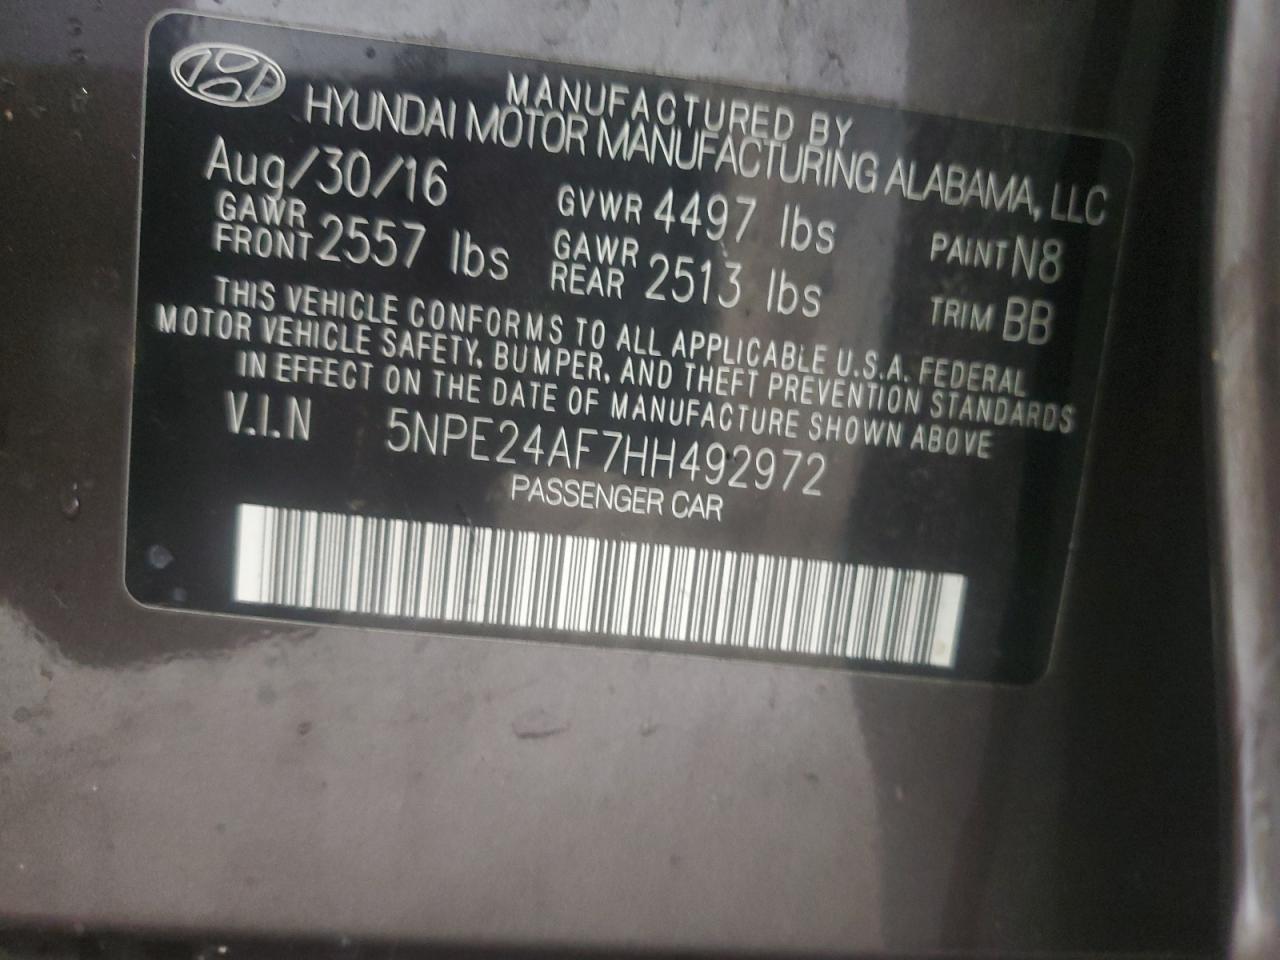 MANUFACTURED BY
HYUNDAI MOTOR MANUFACTURING ALABAMA, LLC
Aug/30/16 GVWR 4497 lbs PAINT N8
GAWR FRONT 2557 lbs GAWR REAR 2513 lbs TRIM BB
THIS VEHICLE CONFORMS TO ALL APPLICABLE U.S.A. FEDERAL
MOTOR VEHICLE SAFETY, BUMPER, AND THEFT PREVENTION STANDARDS
IN EFFECT ON THE DATE OF MANUFACTURE SHOWN ABOVE
V.I.N 5NPE24AF7HH492972
PASSENGER CAR